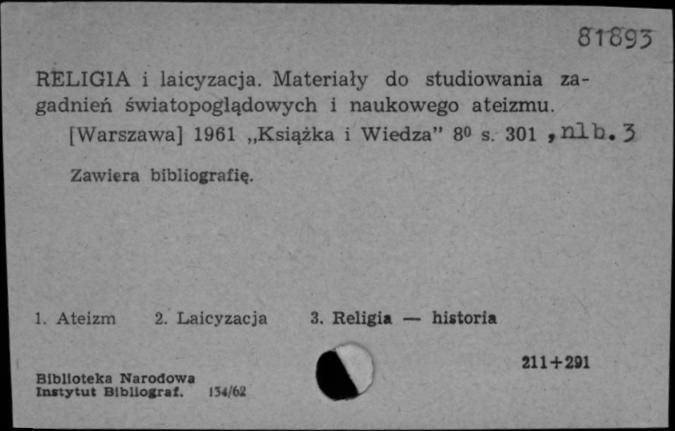 81893
RELIGIA i laicyzacja. Materiały do studiowania za-
gadnień światopoglądowych i naukowego ateizmu.
[Warszawa] 1961 „Książka i Wiedza” 8⁰ s. 301 , nlb. 3
Zawiera bibliografię.
1. Ateizm 2. Laicyzacja 3. Religia — historia
211+291
Biblioteka Narodowa
Instytut Bibliograf. 134/62